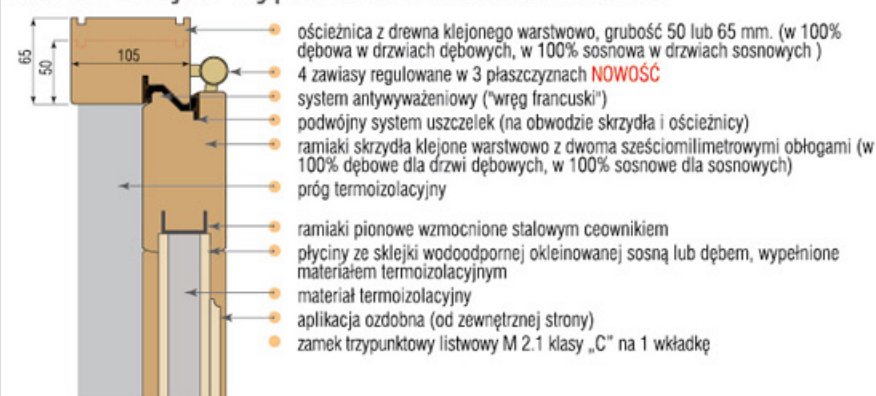 65
50
105
ościeżnica z drewna klejonego warstwowo, grubość 50 lub 65 mm. (w 100%
dębowa w drzwiach dębowych, w 100% sosnowa w drzwiach sosnowych )
4 zawiasy regulowane w 3 płaszczyznach NOWOŚĆ
system antywyważeniowy ("wręg francuski")
podwójny system uszczelek (na obwodzie skrzydła i ościeżnicy)
ramiaki skrzydła klejone warstwowo z dwoma sześciomilimetrowymi obłogami (w
100% dębowe dla drzwi dębowych, w 100% sosnowe dla sosnowych)
próg termoizolacyjny
ramiaki pionowe wzmocnione stalowym ceownikiem
płyciny ze sklejki wodoodpornej okleinowanej sosną lub dębem, wypełnione
materiałem termoizolacyjnym
materiał termoizolacyjny
aplikacja ozdobna (od zewnętrznej strony)
zamek trzypunktowy listwowy M 2.1 klasy „C” na 1 wkładkę